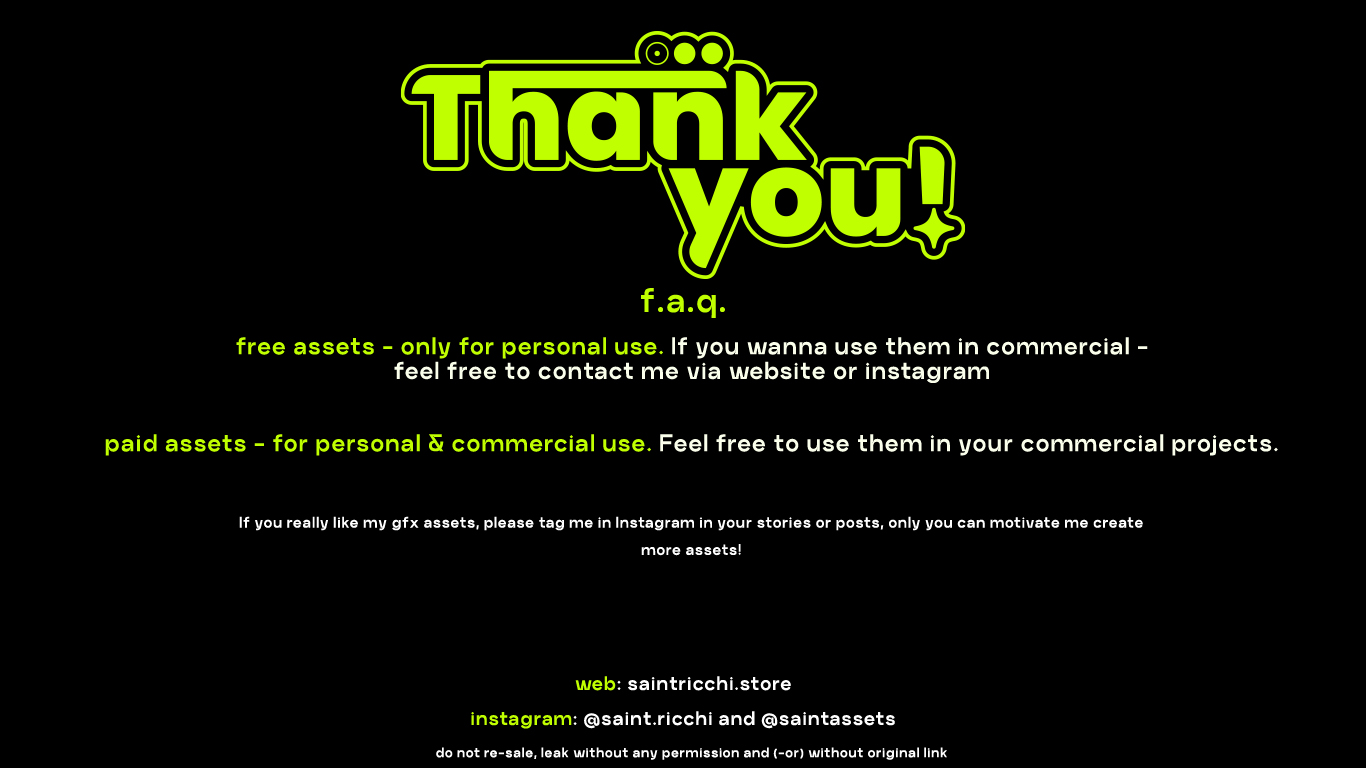 Thank
you!
f.a.q.
free assets - only for personal use. If you wanna use them in commercial -
feel free to contact me via website or instagram
paid assets - for personal & commercial use. Feel free to use them in your commercial projects.
If you really like my gfx assets, please tag me in Instagram in your stories or posts, only you can motivate me create
more assets!
web: saintricchi.store
instagram: @saint.ricchi and @saintassets
do not re-sale, leak without any permission and (-or) without original link